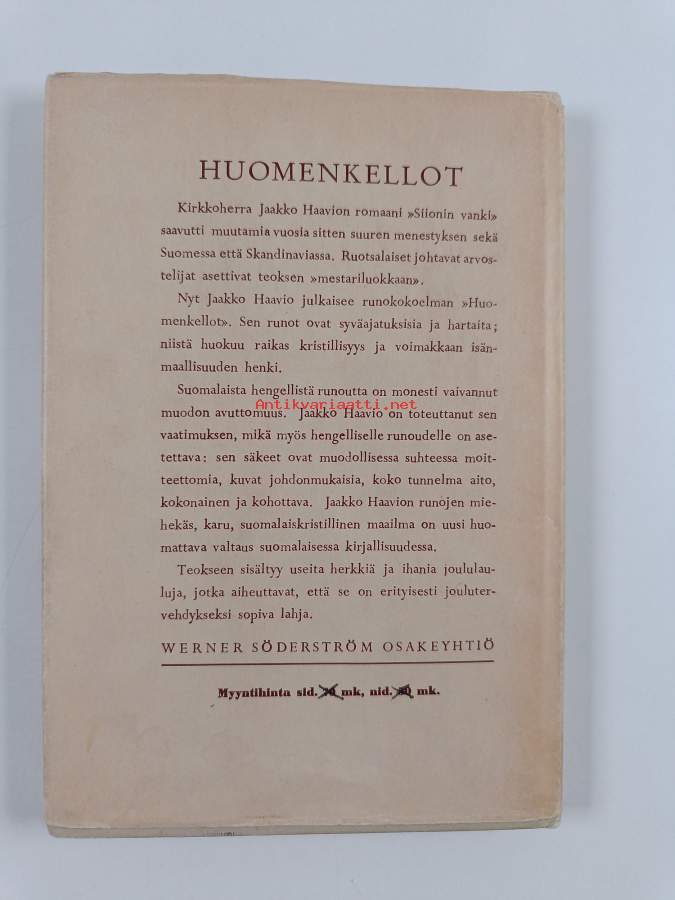 HUOMENKELLOT
Kirkkoherra Jaakko Haavion romaani »Siionin vanki»
saavutti muutamia vuosia sitten suuren menestyksen sekä
Suomessa että Skandinaviassa. Ruotsalaiset johtavat arvos-
telijat asettivat teoksen »mestariluokkaan».
Nyt Jaakko Haavio julkaisee runokokoelman »Huo-
menkellot». Sen runot ovat syväajatuksisia ja hartaita;
niistä huokuu raikas kristillisyys ja voimakkaan isän-
maallisuuden henki.
Suomalaista hengellistä runoutta on monesti vaivannut
Antikvariaatti.net
muodon avuttomuus. Jaakko Haavio on toteuttanut sen
vaatimuksen, mikä myös hengelliselle runoudelle on ase-
tettava: sen säkeet ovat muodollisessa suhteessa moit-
teettomia, kuvat johdonmukaisia, koko tunnelma aito,
kokonainen ja kohottava. Jaakko Haavion runojen mie-
hekäs, karu, suomalaiskristillinen maailma on uusi huo-
mattava valtaus suomalaisessa kirjallisuudessa.
Teokseen sisältyy useita herkkiä ja ihania joululau-
luja, jotka aiheuttavat, että se on erityisesti jouluter-
vehdykseksi sopiva lahja.
WERNER SÖDERSTRÖM OSAKEYHTIÖ
Myyntihinta sid. mk, nid. mk.